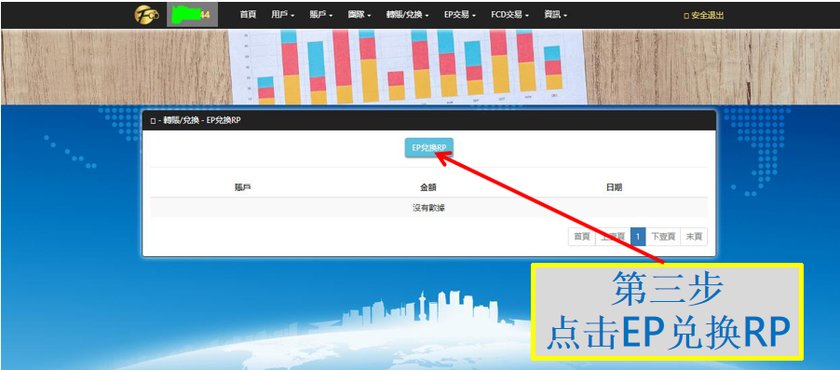 44
首頁 用戶 賬戶 團隊 轉賬/兌換 EP交易 FCD交易 資訊 安全退出
- 轉賬/兌換 - EP兌換RP
EP兌換RP
賬戶 金額 日期
沒有數據
首頁 上壹頁 1 下壹頁 末頁
第三步
点击EP兑换RP